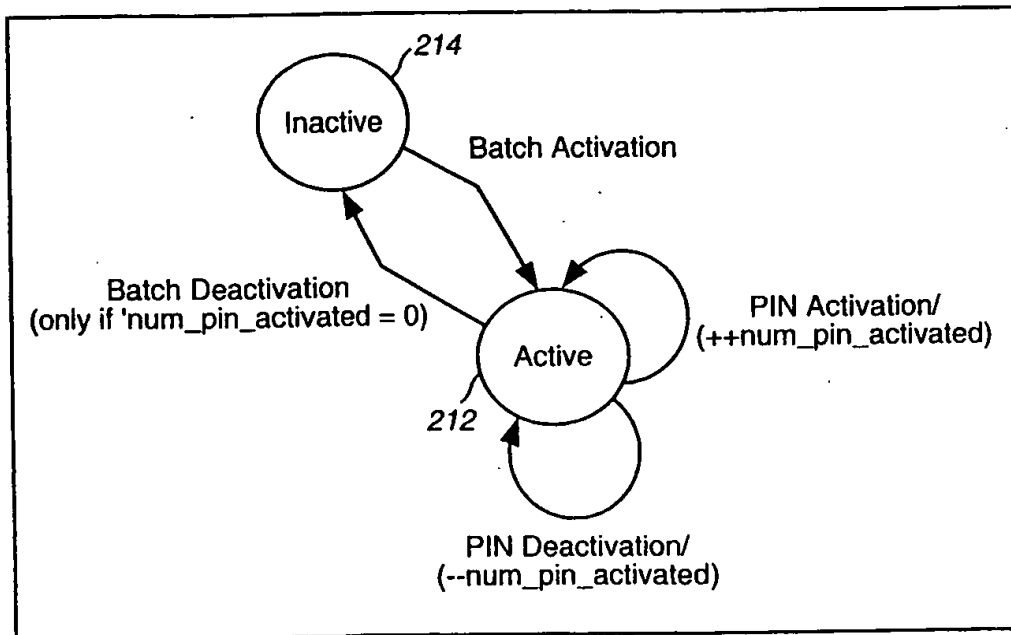 214
Inactive
Batch Activation
Batch Deactivation
(only if 'num_pin_activated = 0)
PIN Activation/
(++num_pin_activated)
Active
212
PIN Deactivation/
(--num_pin_activated)